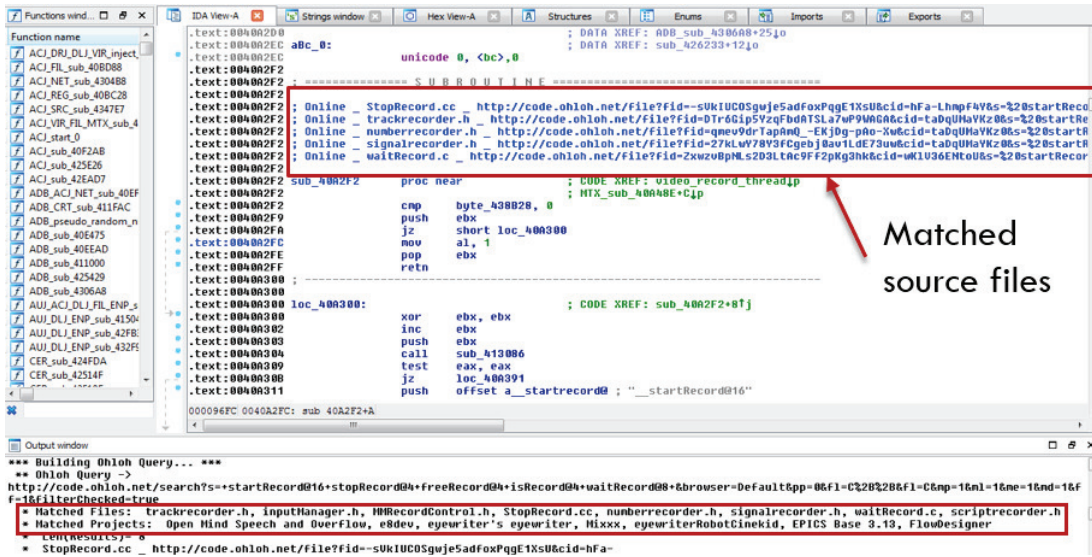 Functions wind...
IDA View-A
Strings window
Hex View-A
Structures
Enums
Imports
Exports
Function name
ACJ_DRJ_DLJ_VIR_inject_
ACJ_FIL_sub_40BD88
ACJ_NET_sub_4304B8
ACJ_REG_sub_40BC28
ACJ_SRC_sub_4347E7
ACJ_VIR_FIL_MTX_sub_4
ACJ_start_0
ACJ_sub_40F2AB
ACJ_sub_425E26
ACJ_sub_42EAD7
ADB_ACJ_NET_sub_40EF
ADB_CRT_sub_411FAC
ADB_pseudo_random_n
ADB_sub_40E475
ADB_sub_40EEAD
ADB_sub_411000
ADB_sub_425429
ADB_sub_4306A8
AUJ_ACJ_DLJ_FIL_ENP_s
AUJ_DLJ_ENP_sub_41504
AUJ_DLJ_ENP_sub_42FB:
AUJ_DLJ_ENP_sub_432F9
CER_sub_424FDA
CER_sub_42514F
.text:0040A2D0 ; DATA XREF: ADB_sub_4306A8+25↓o
.text:0040A2EC aBc_0: ; DATA XREF: sub_426233+12↓o
.text:0040A2EC unicode 0, <bc>,0
.text:0040A2F2
.text:0040A2F2 ; =============== S U B R O U T I N E =======================================
.text:0040A2F2
.text:0040A2F2 ; Online _ StopRecord.cc _ http://code.ohloh.net/file?fid=-sVkIUCOSgwje5adfoxPqgE1XsU&cid=hFa-Lhmpf4Y&s=%20startReco
.text:0040A2F2 ; Online _ trackrecorder.h _ http://code.ohloh.net/file?fid=DTr6Gip5YzqFbdATSLa7wP9WAGA&cid=taDqUMaYKz0&s=%20startRe
.text:0040A2F2 ; Online _ numberrecorder.h _ http://code.ohloh.net/file?fid=qmev9drTapAmQ_-EKjDg-pAo-Xw&cid=taDqUMaYKz0&s=%20startR
.text:0040A2F2 ; Online _ signalrecorder.h _ http://code.ohloh.net/file?fid=27kLwY78Y3FCgebj0av1LdE73uw&cid=taDqUMaYKz0&s=%20startR
.text:0040A2F2 ; Online _ waitRecord.c _ http://code.ohloh.net/file?fid=ZxwzvBpMLs2D3LtAc9FF2pKg3hk&cid=wKlV36ENtoU&s=%20startRecor
.text:0040A2F2
.text:0040A2F2 sub_40A2F2 proc near ; CODE XREF: video_record_thread↓p
.text:0040A2F2 ; MTX_sub_40A48E+C↓p
.text:0040A2F2 cmp byte_438B28, 0
.text:0040A2F9 push ebx
.text:0040A2FA jz short loc_40A300
.text:0040A2FC mov al, 1
.text:0040A2FE pop ebx
.text:0040A2FF retn
.text:0040A300 ; ---------------------------------------------------------------------------
.text:0040A300
.text:0040A300 loc_40A300: ; CODE XREF: sub_40A2F2+8↑j
.text:0040A300 xor ebx, ebx
.text:0040A302 inc ebx
.text:0040A303 push ebx
.text:0040A304 call sub_413086
.text:0040A309 test eax, eax
.text:0040A30B jz loc_40A391
.text:0040A311 push offset a__startrecord@ ; "__startRecord@16"
Matched
source files
000096FC 0040A2FC: sub 40A2F2+A
Output window
*** Building Ohloh Query... ***
** Ohloh Query ->
http://code.ohloh.net/search?s=+startRecord@16+stopRecord@4+freeRecord@4+isRecord@4+waitRecord@8+&browser=Default&pp=0&fl=C%2B%2B&fl=C&mp=1&ml=1&me=1&md=1&f
f=1&filterChecked=true
* Matched Files: trackrecorder.h, inputManager.h, MMRecordControl.h, StopRecord.cc, numberrecorder.h, signalrecorder.h, waitRecord.c, scriptrecorder.h
* Matched Projects: Open Mind Speech and Overflow, e8dev, eyewriter's eyewriter, Mixxx, eyewriterRobotCinekid, EPICS Base 3.13, FlowDesigner
* Len(Results)= 8
* StopRecord.cc _ http://code.ohloh.net/file?fid=-sVkIUCOSgwje5adfoxPqgE1XsU&cid=hFa-